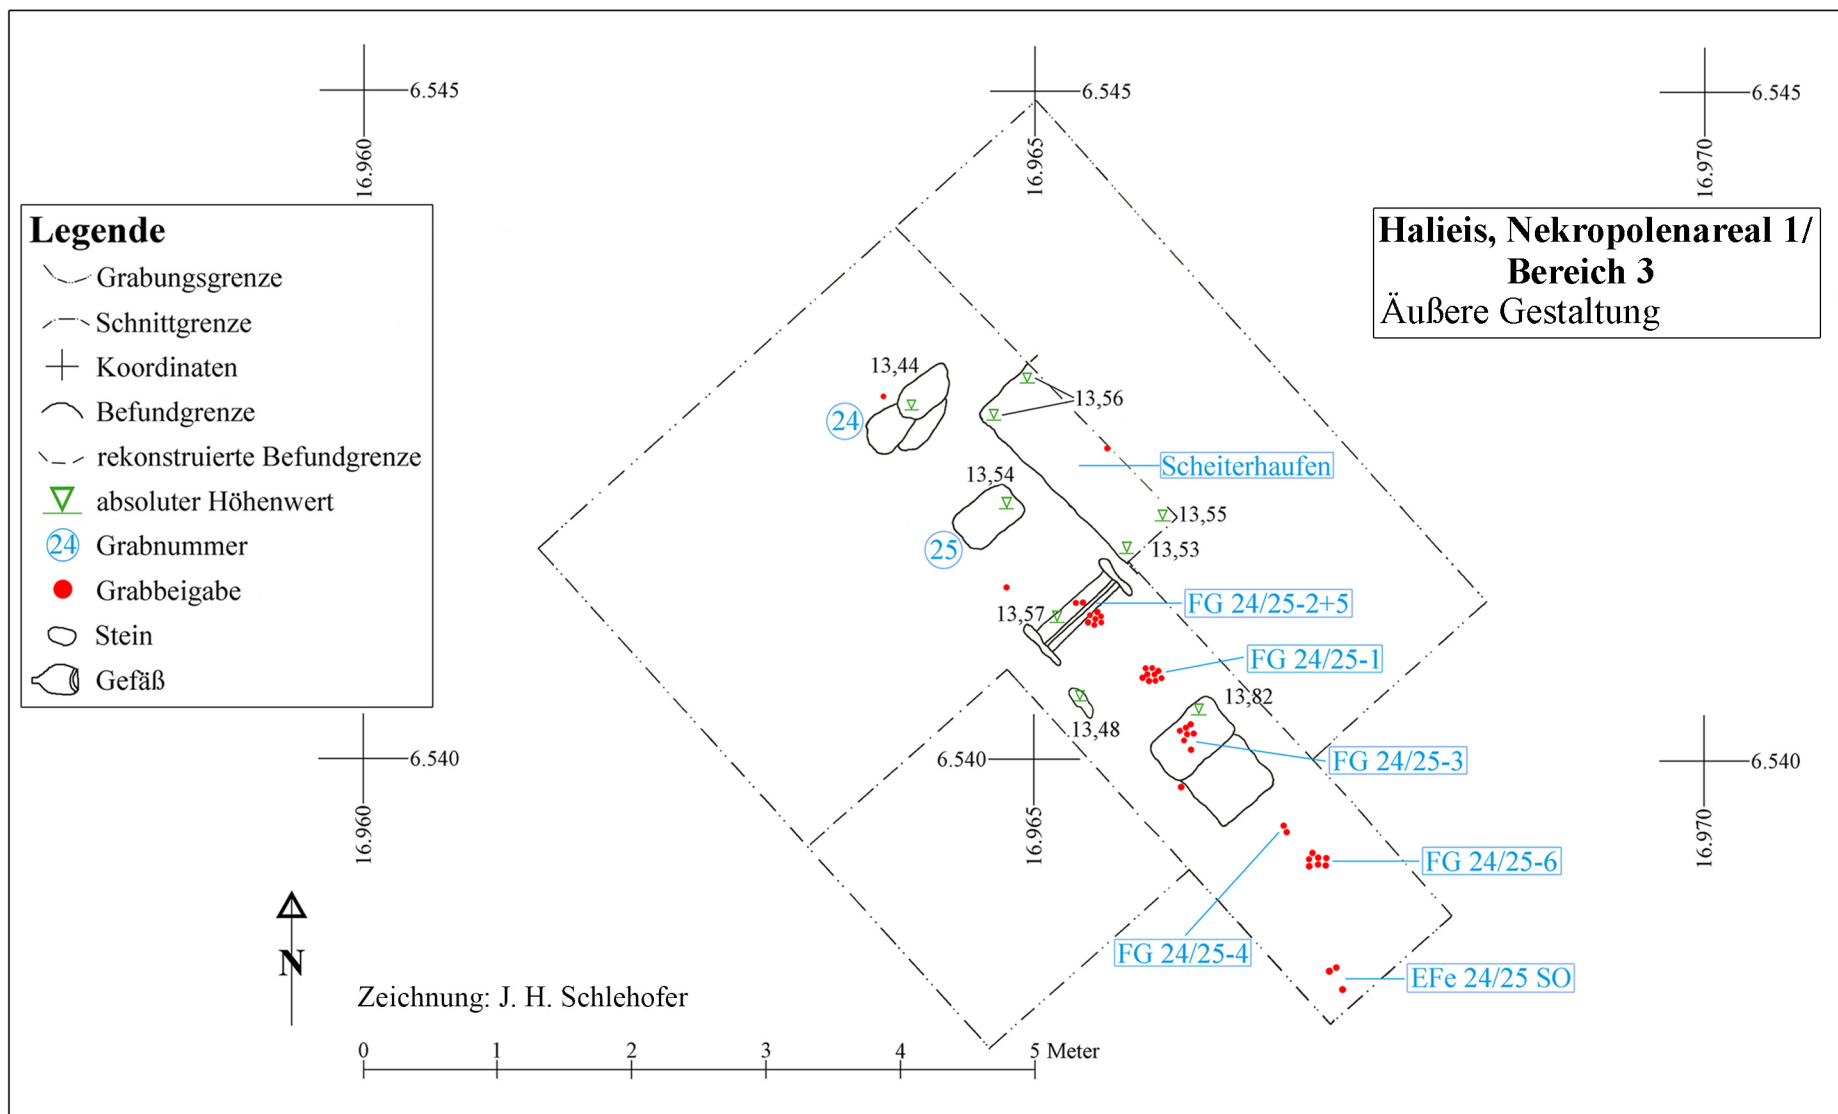 6.545
6.545
6.545
16.960
16.965
16.970
Legende
Grabungsgrenze
Schnittgrenze
Koordinaten
Befundgrenze
rekonstruierte Befundgrenze
absoluter Höhenwert
24 Grabnummer
Grabbeigabe
Stein
Gefäß
Halieis, Nekropolenareal 1/
Bereich 3
Äußere Gestaltung
13,44
24
13,56
Scheiterhaufen
13,54
25
13,55
13,53
13,57
FG 24/25-2+5
FG 24/25-1
13,82
13,48
6.540
6.540
FG 24/25-3
6.540
16.960
16.965
16.970
FG 24/25-6
FG 24/25-4
EFe 24/25 SO
N
Zeichnung: J. H. Schlehofer
0 1 2 3 4 5 Meter